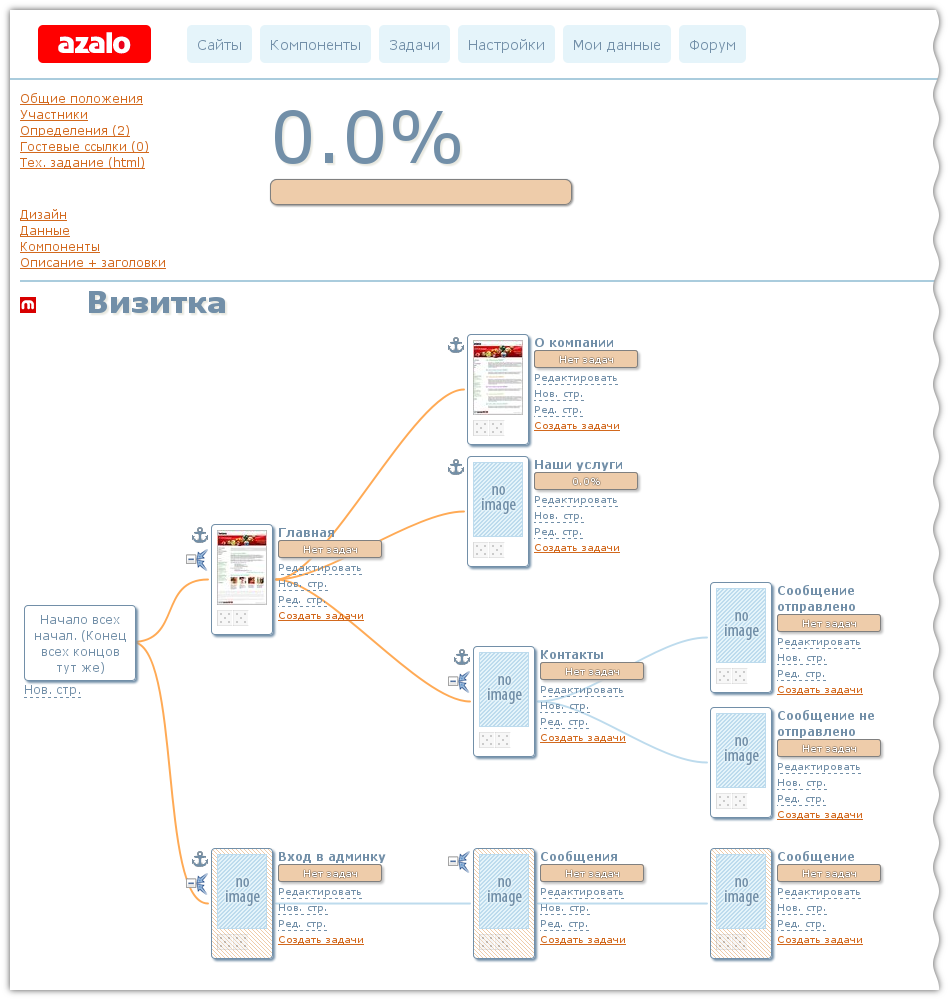 azalo
Сайты
Компоненты
Задачи
Настройки
Мои данные
Форум
Общие положения
Участники
Определения (2)
Гостевые ссылки (0)
Тех. задание (html)
0.0%
Дизайн
Данные
Компоненты
Описание + заголовки
m
Визитка
О компании
Нет задач
Редактировать
Нов. стр.
Ред. стр.
Создать задачи
Наши услуги
0.0%
no
image
Редактировать
Нов. стр.
Ред. стр.
Создать задачи
Главная
Нет задач
Редактировать
Нов. стр.
Ред. стр.
Создать задачи
Начало всех
начал. (Конец
всех концов
тут же)
Нов. стр.
Контакты
Нет задач
no
image
Редактировать
Нов. стр.
Ред. стр.
Создать задачи
Сообщение
отправлено
Нет задач
no
image
Редактировать
Нов. стр.
Ред. стр.
Создать задачи
Сообщение не
отправлено
Нет задач
no
image
Редактировать
Нов. стр.
Ред. стр.
Создать задачи
Вход в админку
Нет задач
no
image
Редактировать
Нов. стр.
Ред. стр.
Создать задачи
Сообщения
Нет задач
no
image
Редактировать
Нов. стр.
Ред. стр.
Создать задачи
Сообщение
Нет задач
no
image
Редактировать
Нов. стр.
Ред. стр.
Создать задачи